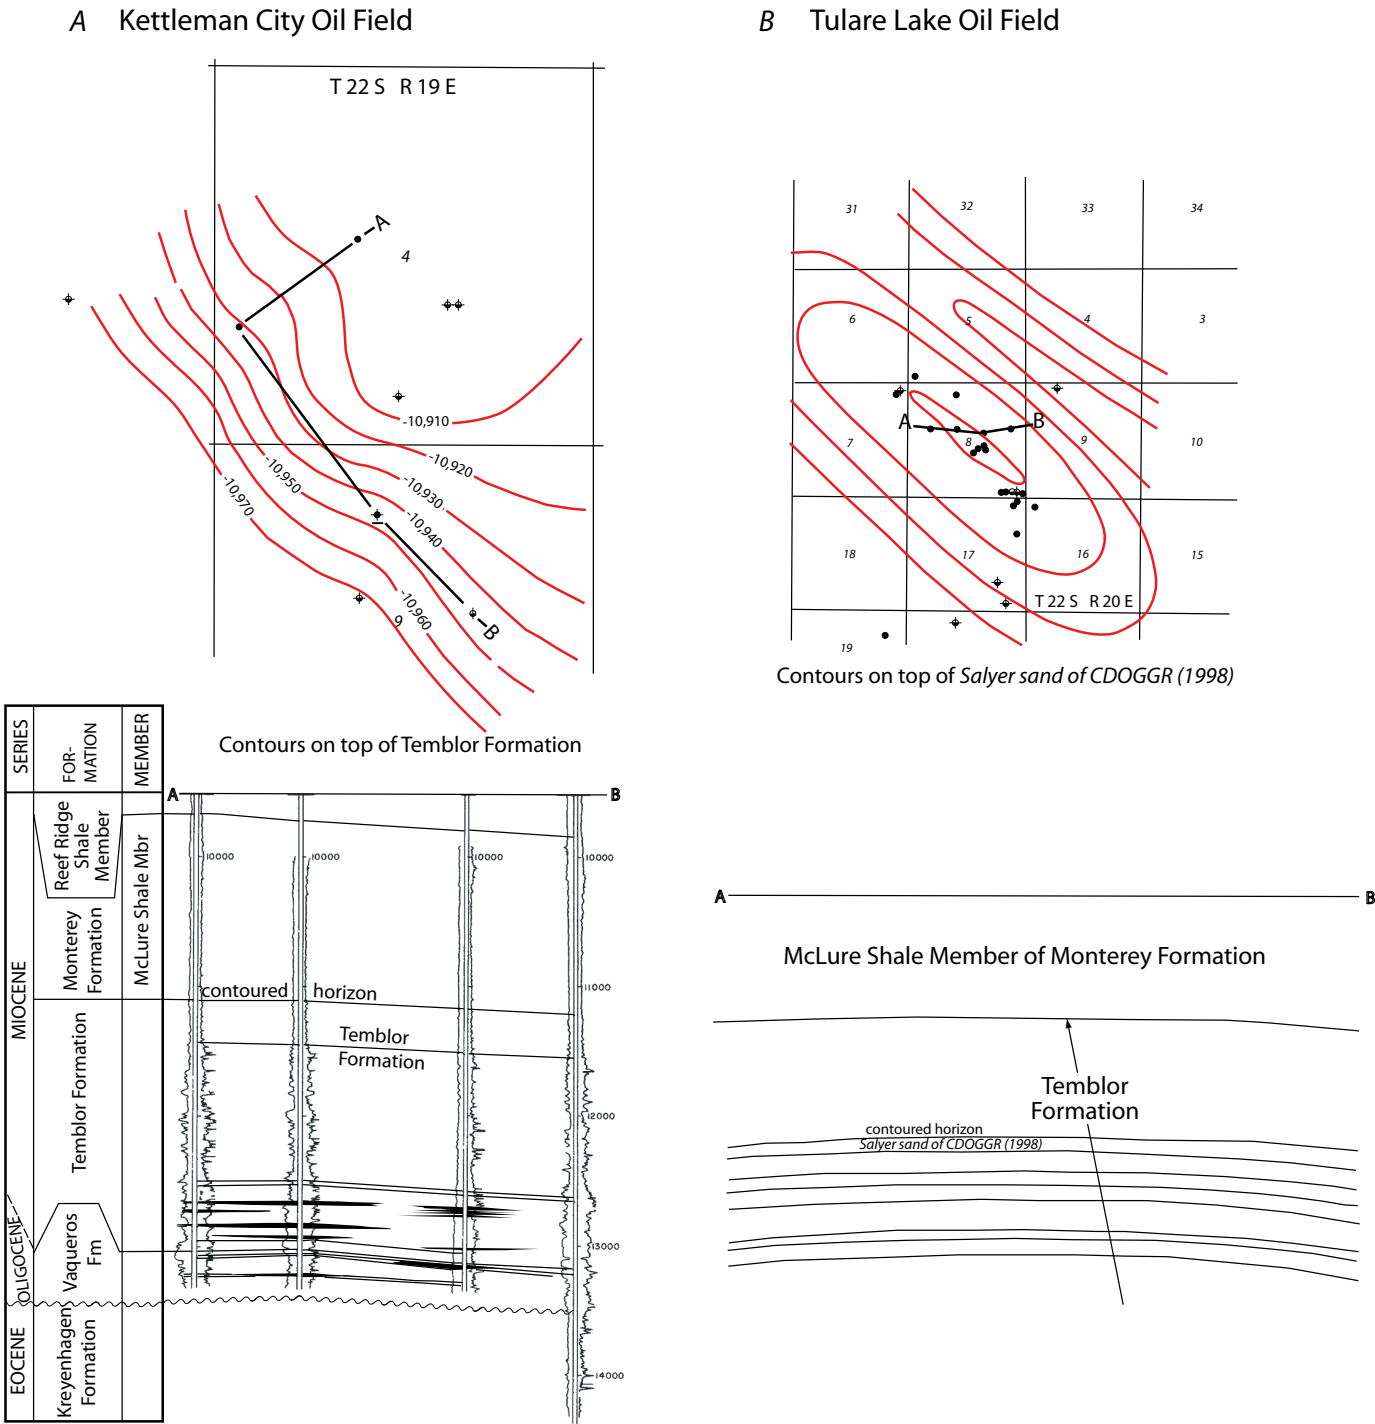 A Kettleman City Oil Field
T 22 S R 19 E
A
4
-10,910
-10,920
-10,930
-10,940
-10,950
-10,960
-10,970
9
B
Contours on top of Temblor Formation
B Tulare Lake Oil Field
31 32 33 34
6 5 4 3
A B
7 8 9 10
18 17 16 15
T 22 S R 20 E
19
Contours on top of Salyer sand of CDOGGR (1998)
SERIES
FOR-
MATION
MEMBER
MIOCENE
OLIGOCENE
EOCENE
Reef Ridge
Shale
Member
Monterey
Formation
Temblor Formation
Vaqueros
Fm
Kreyenhagen
Formation
McLure Shale Mbr
A B
10000 10000 10000 10000
contoured horizon
11000
Temblor
Formation
12000
13000
14000
A B
McLure Shale Member of Monterey Formation
Temblor
Formation
contoured horizon
Salyer sand of CDOGGR (1998)